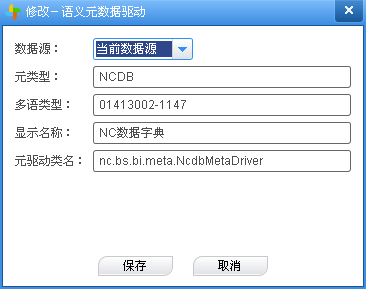 修改–语义元数据驱动
数据源： 当前数据源
元类型： NCDB
多语类型： 01413002-1147
显示名称： NC数据字典
元驱动类名： nc.bs.bi.meta.NcdbMetaDriver
保存 取消